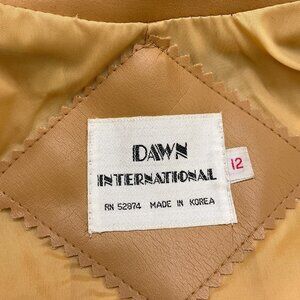 DAWN
INTERNATIONAL
12
RN 52874 MADE IN KOREA